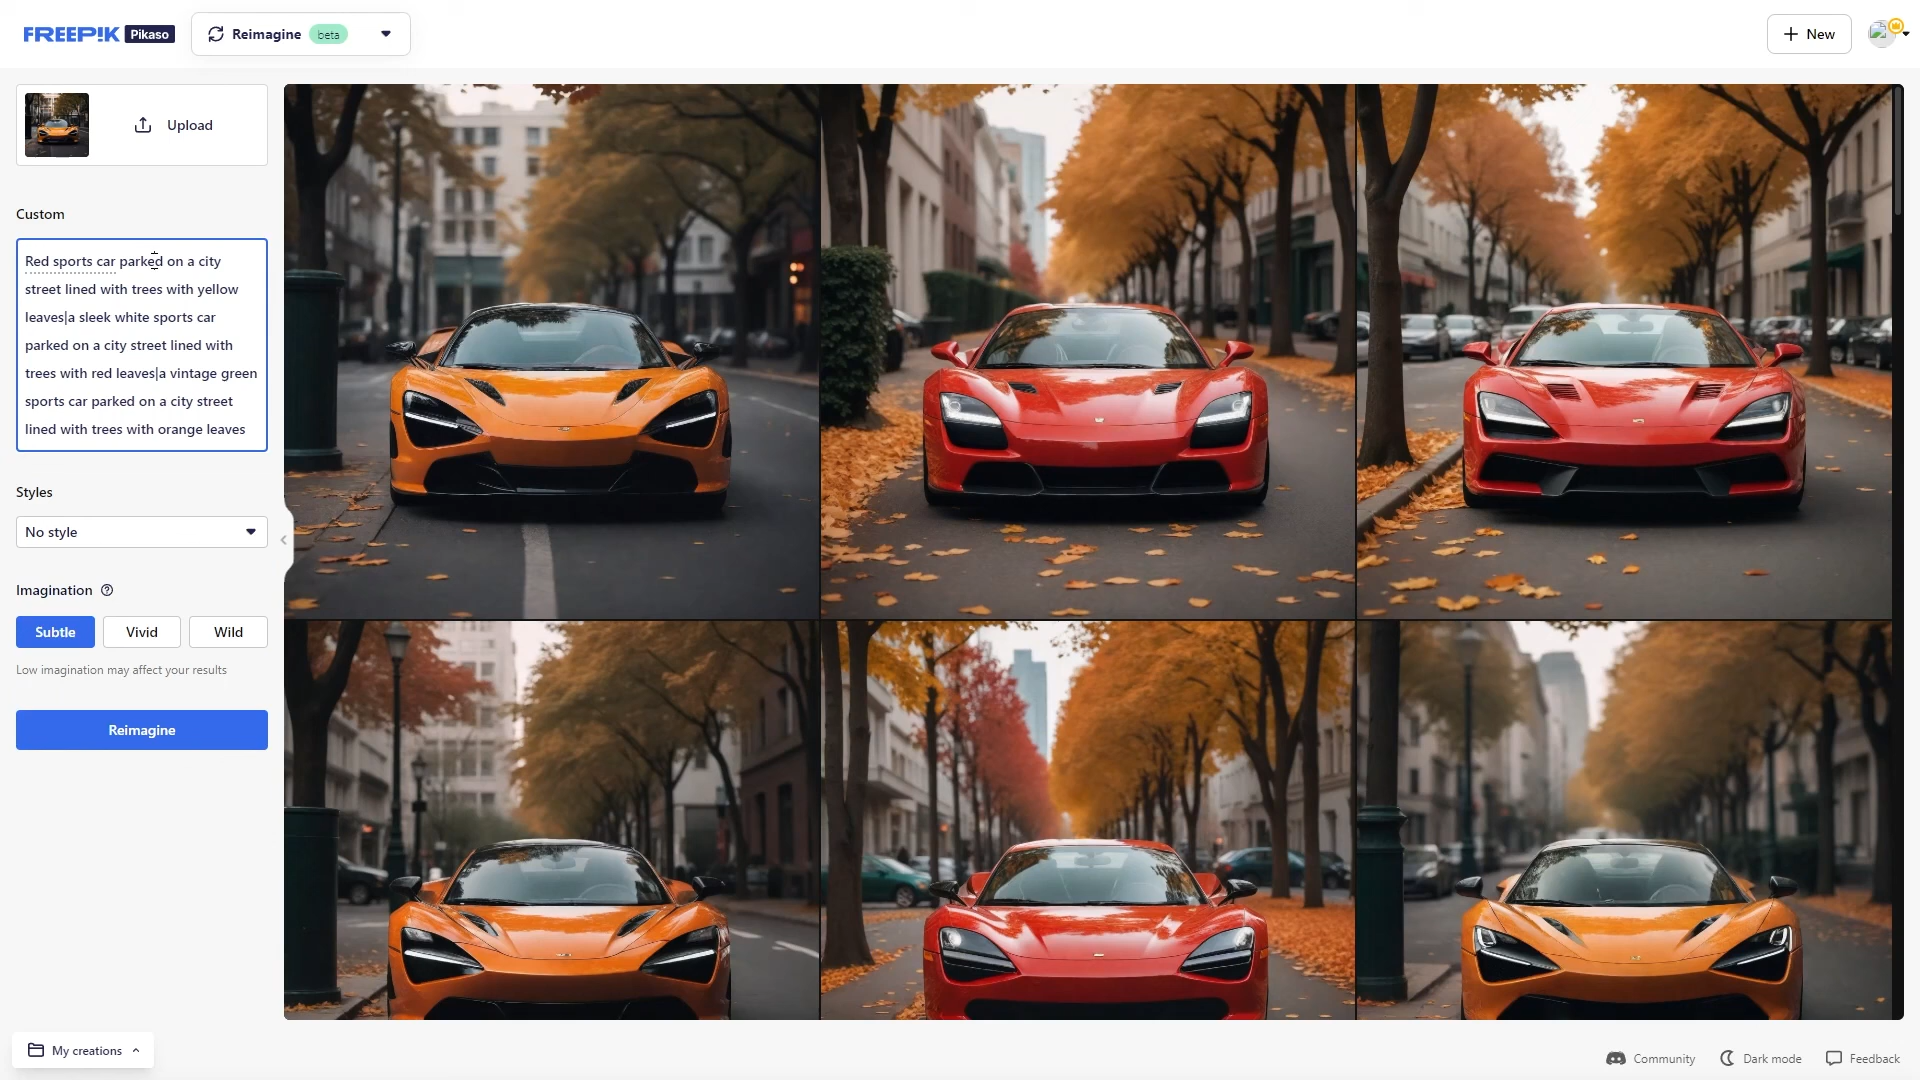 FREEPIK Pikaso
Reimagine beta
New
Upload
Custom
Red sports car parked on a city
street lined with trees with yellow
leaves|a sleek white sports car
parked on a city street lined with
trees with red leaves|a vintage green
sports car parked on a city street
lined with trees with orange leaves
Styles
No style
Imagination
Subtle Vivid Wild
Low imagination may affect your results
Reimagine
My creations
Community Dark mode Feedback